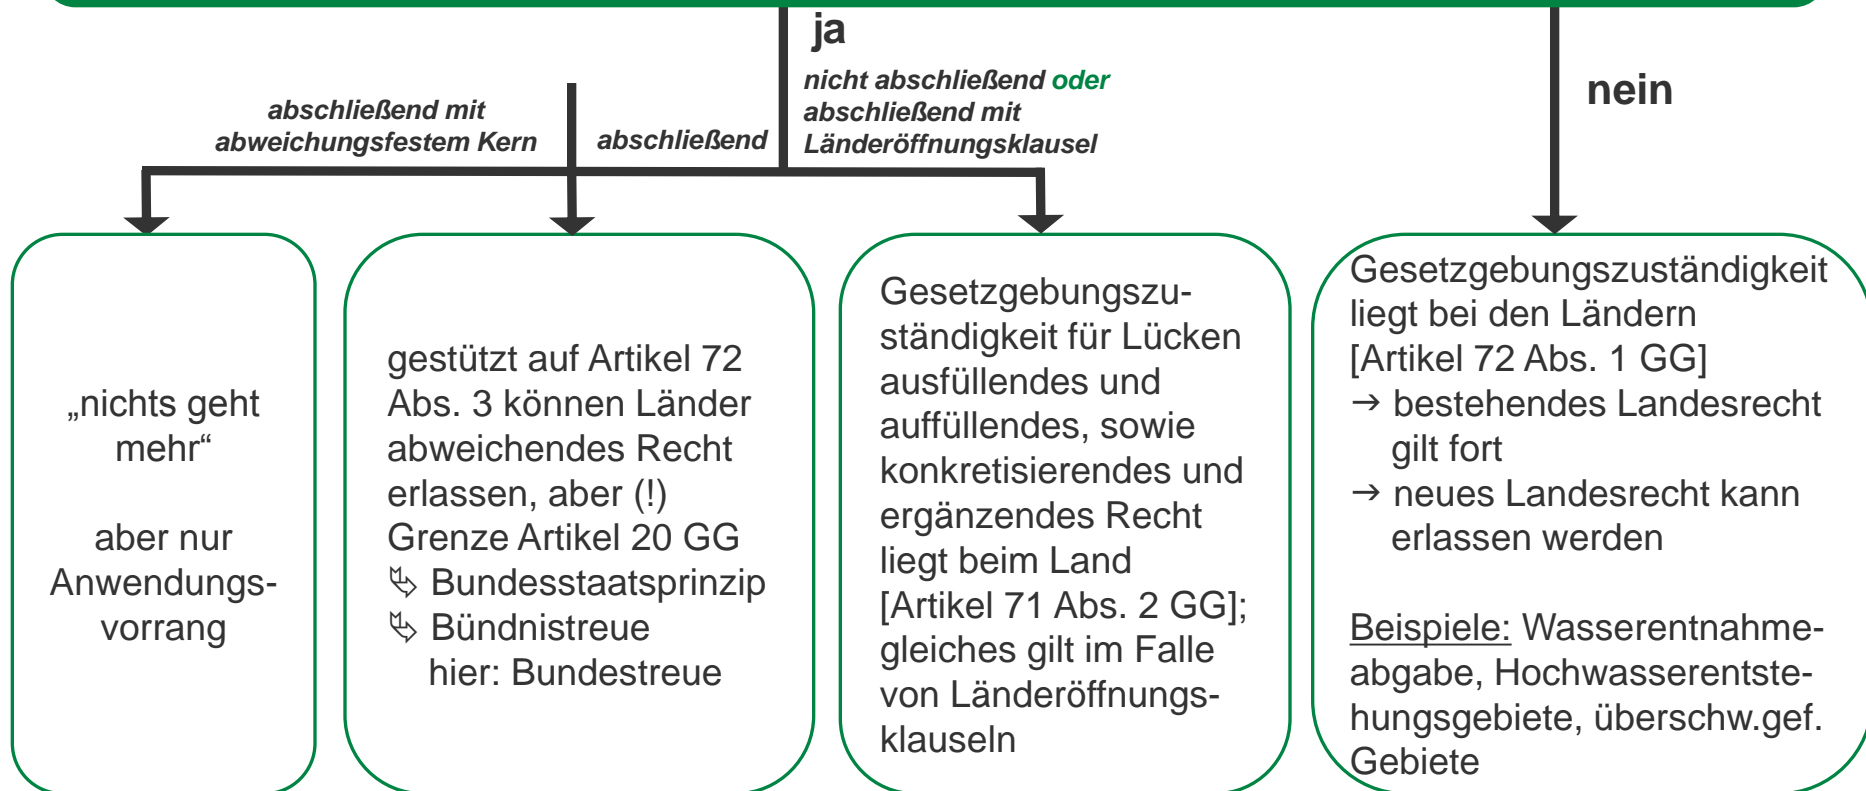 ja
nicht abschließend oder
abschließend mit
Länderöffnungsklausel
nein
abschließend mit
abweichungsfestem Kern
abschließend
„nichts geht
mehr“
aber nur
Anwendungs-
vorrang
gestützt auf Artikel 72
Abs. 3 können Länder
abweichendes Recht
erlassen, aber (!)
Grenze Artikel 20 GG
Bundesstaatsprinzip
Bündnistreue
hier: Bundestreue
Gesetzgebungszu-
ständigkeit für Lücken
ausfüllendes und
auffüllendes, sowie
konkretisierendes und
ergänzendes Recht
liegt beim Land
[Artikel 71 Abs. 2 GG];
gleiches gilt im Falle
von Länderöffnungs-
klauseln
Gesetzgebungszuständigkeit
liegt bei den Ländern
[Artikel 72 Abs. 1 GG]
→ bestehendes Landesrecht
gilt fort
→ neues Landesrecht kann
erlassen werden
Beispiele: Wasserentnahme-
abgabe, Hochwasserentste-
hungsgebiete, überschw.gef.
Gebiete